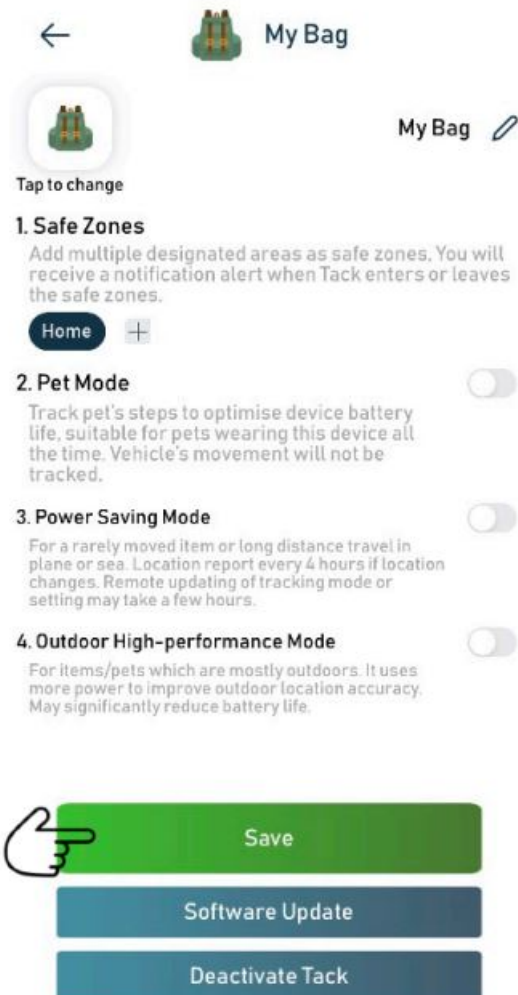 My Bag
My Bag
Tap to change
1. Safe Zones
Add multiple designated areas as safe zones. You will
receive a notification alert when Tack enters or leaves
the safe zones.
Home +
2. Pet Mode
Track pet's steps to optimise device battery
life, suitable for pets wearing this device all
the time. Vehicle's movement will not be
tracked.
3. Power Saving Mode
For a rarely moved item or long distance travel in
plane or sea. Location report every 4 hours if location
changes. Remote updating of tracking mode or
setting may take a few hours.
4. Outdoor High-performance Mode
For items/pets which are mostly outdoors. It uses
more power to improve outdoor location accuracy.
May significantly reduce battery life.
Save
Software Update
Deactivate Tack